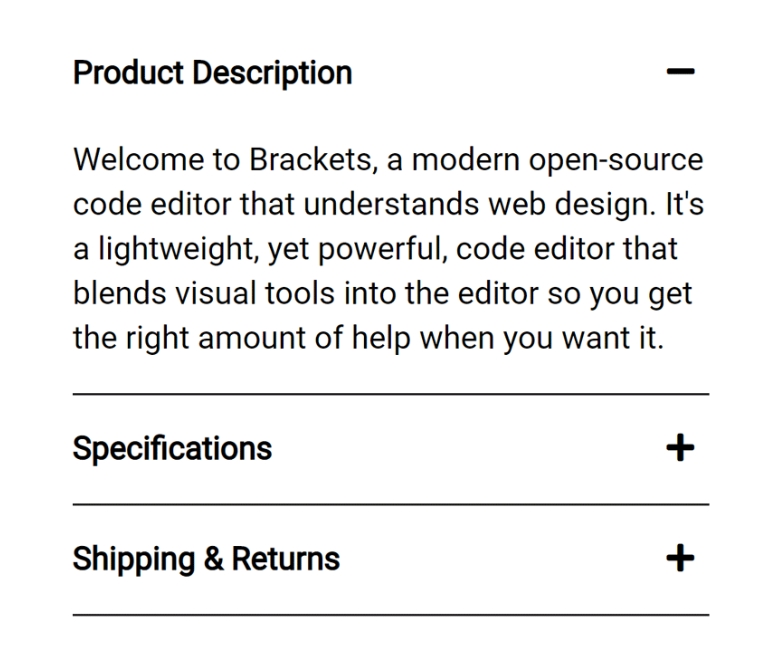 Product Description
Welcome to Brackets, a modern open-source
code editor that understands web design. It's
a lightweight, yet powerful, code editor that
blends visual tools into the editor so you get
the right amount of help when you want it.
Specifications
Shipping & Returns